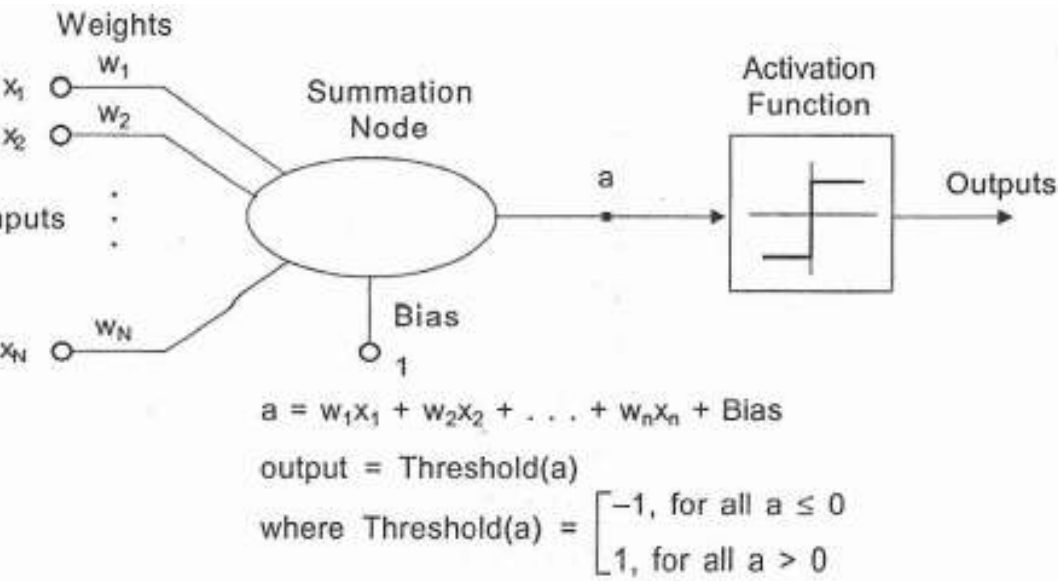 Weights
x₁ w₁
x₂ w₂
Summation
Node
Activation
Function
a
Outputs
nputs
xN wN
Bias
1
a = w₁x₁ + w₂x₂ + . . . + wₙxₙ + Bias
output = Threshold(a)
where Threshold(a) = [–1, for all a ≤ 0
1, for all a > 0